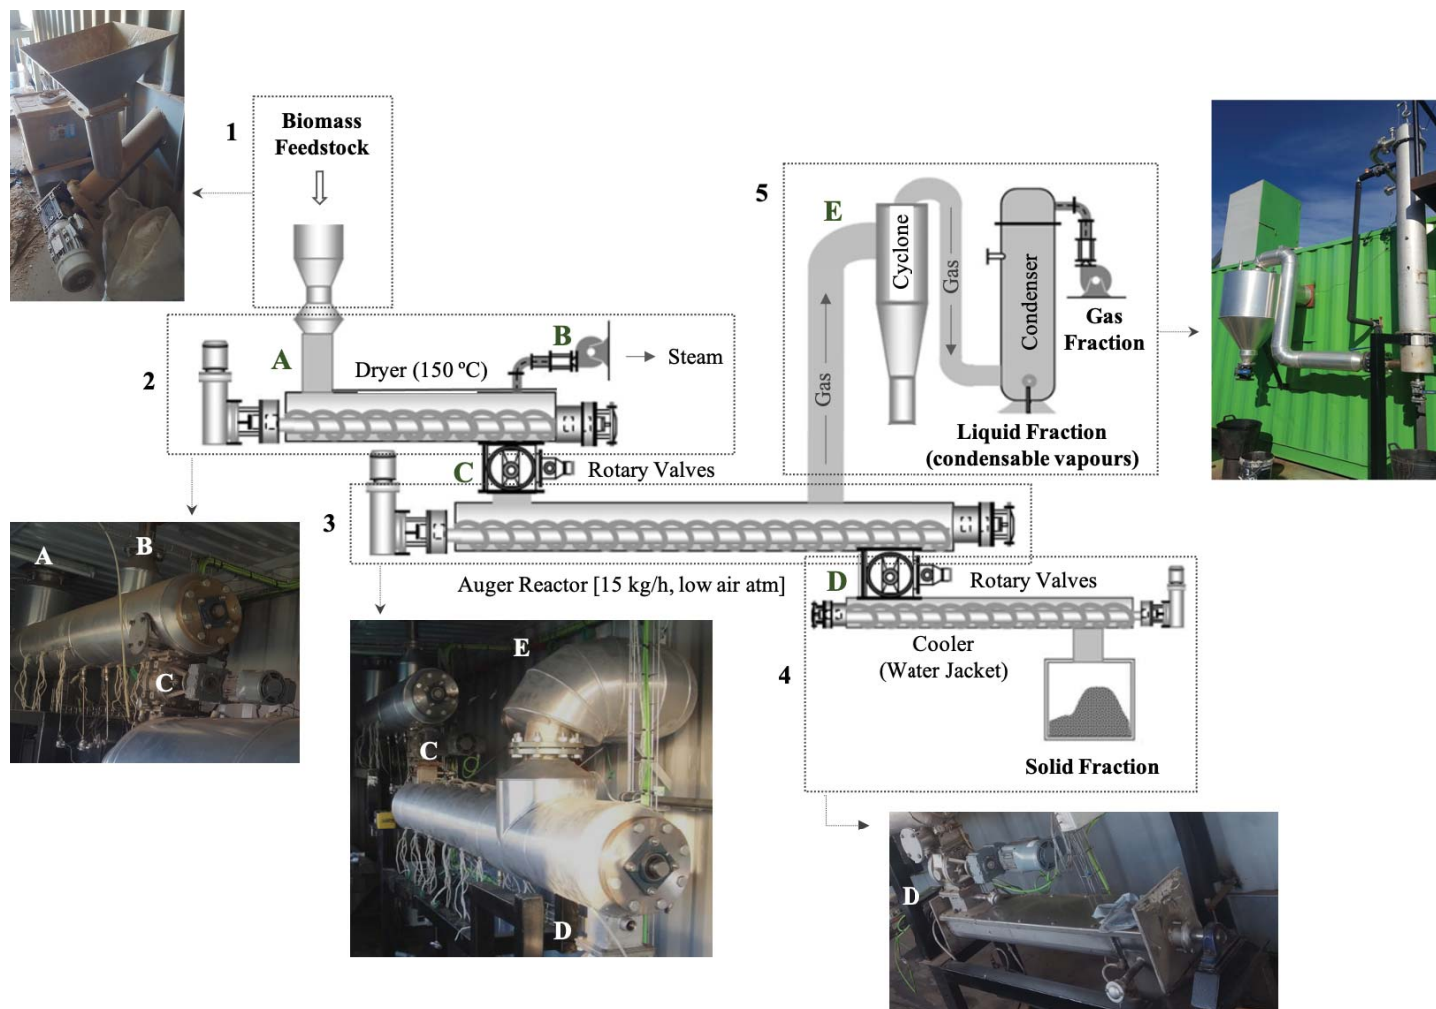 1
Biomass
Feedstock
A
2
Dryer (150 ºC)
B
Steam
C
Rotary Valves
3
Auger Reactor [15 kg/h, low air atm]
D
Rotary Valves
4
Cooler
(Water Jacket)
Solid Fraction
5
E
Gas
Cyclone
Gas
Condenser
Gas
Fraction
Liquid Fraction
(condensable vapours)
A
B
C
E
C
D
D